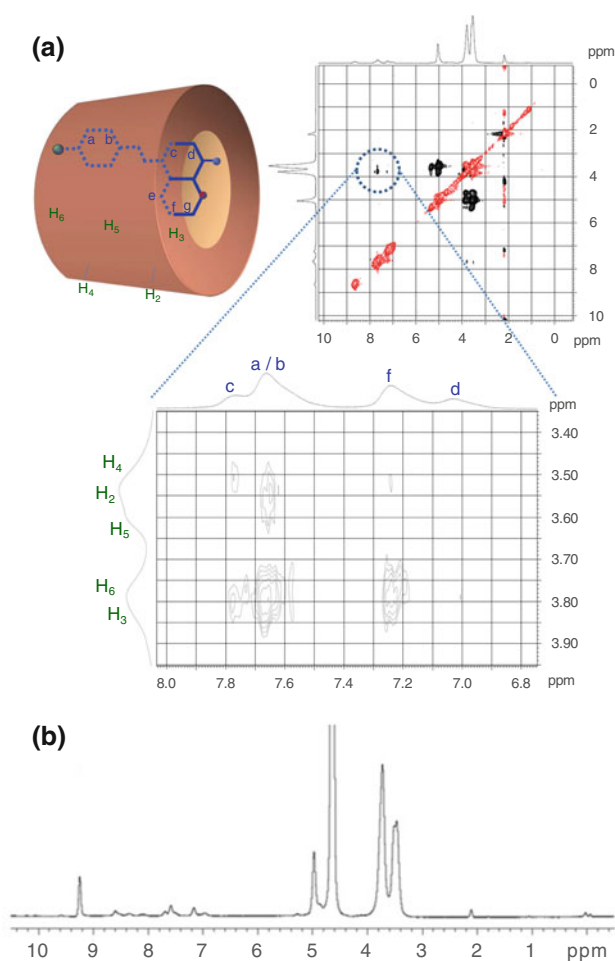 (a)
a b c d
e f g
H6 H5 H3
H4 H2
ppm
0
2
4
6
8
10
10 8 6 4 2 0
ppm
c a / b f d
ppm
H4
H2
H5
H6
H3
3.40
3.50
3.60
3.70
3.80
3.90
8.0 7.8 7.6 7.4 7.2 7.0 6.8 ppm
(b)
10 9 8 7 6 5 4 3 2 1 ppm